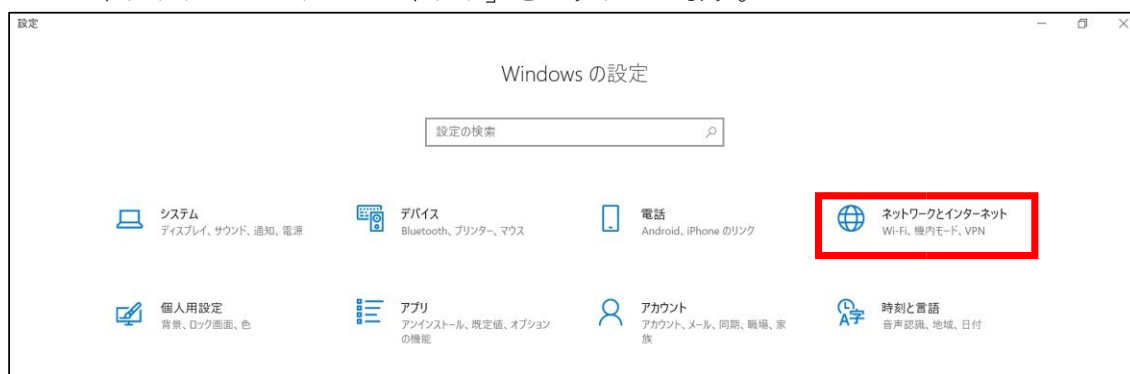 設定
Windows の設定
設定の検索
システム
ディスプレイ、サウンド、通知、電源
デバイス
Bluetooth、プリンター、マウス
電話
Android、iPhone のリンク
ネットワークとインターネット
Wi-Fi、機内モード、VPN
個人用設定
背景、ロック画面、色
アプリ
アンインストール、既定値、オプション
の機能
アカウント
アカウント、メール、同期、職場、家
族
時刻と言語
音声認識、地域、日付